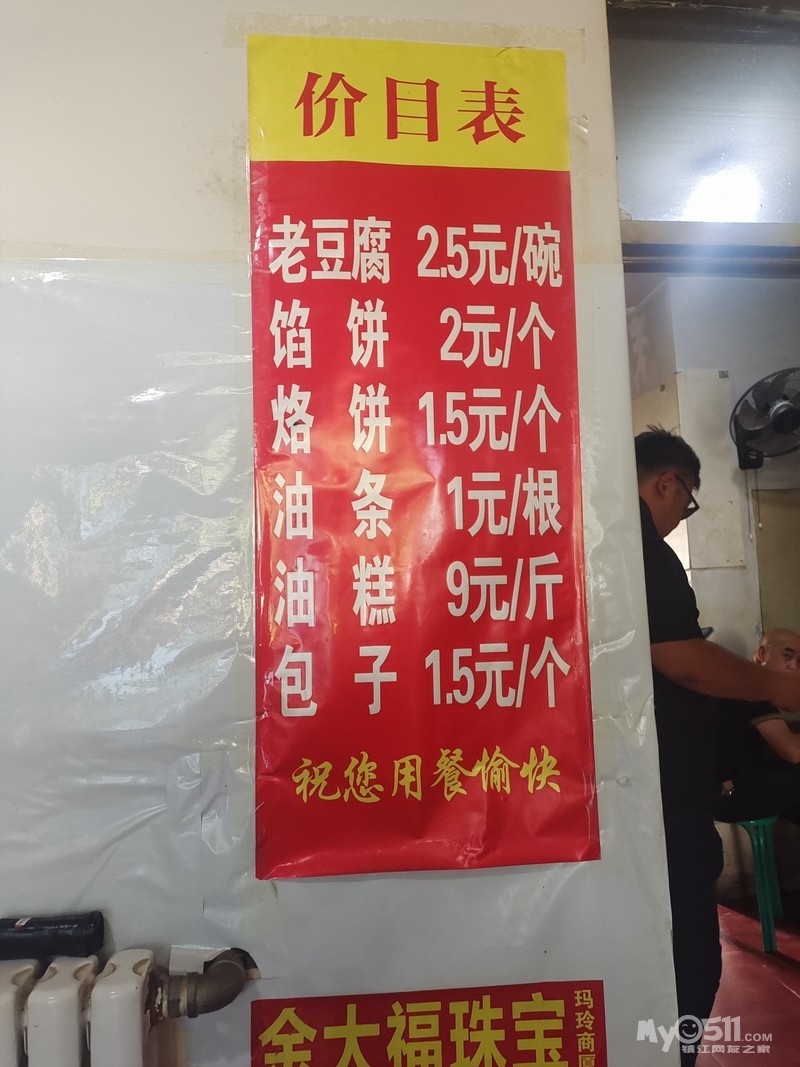 价目表
老豆腐 2.5元/碗
馅饼 2元/个
烙饼 1.5元/个
油条 1元/根
油糕 9元/斤
包子 1.5元/个
祝您用餐愉快
金大福珠宝
玛玲商厦
My0511.com
镇江网友之家